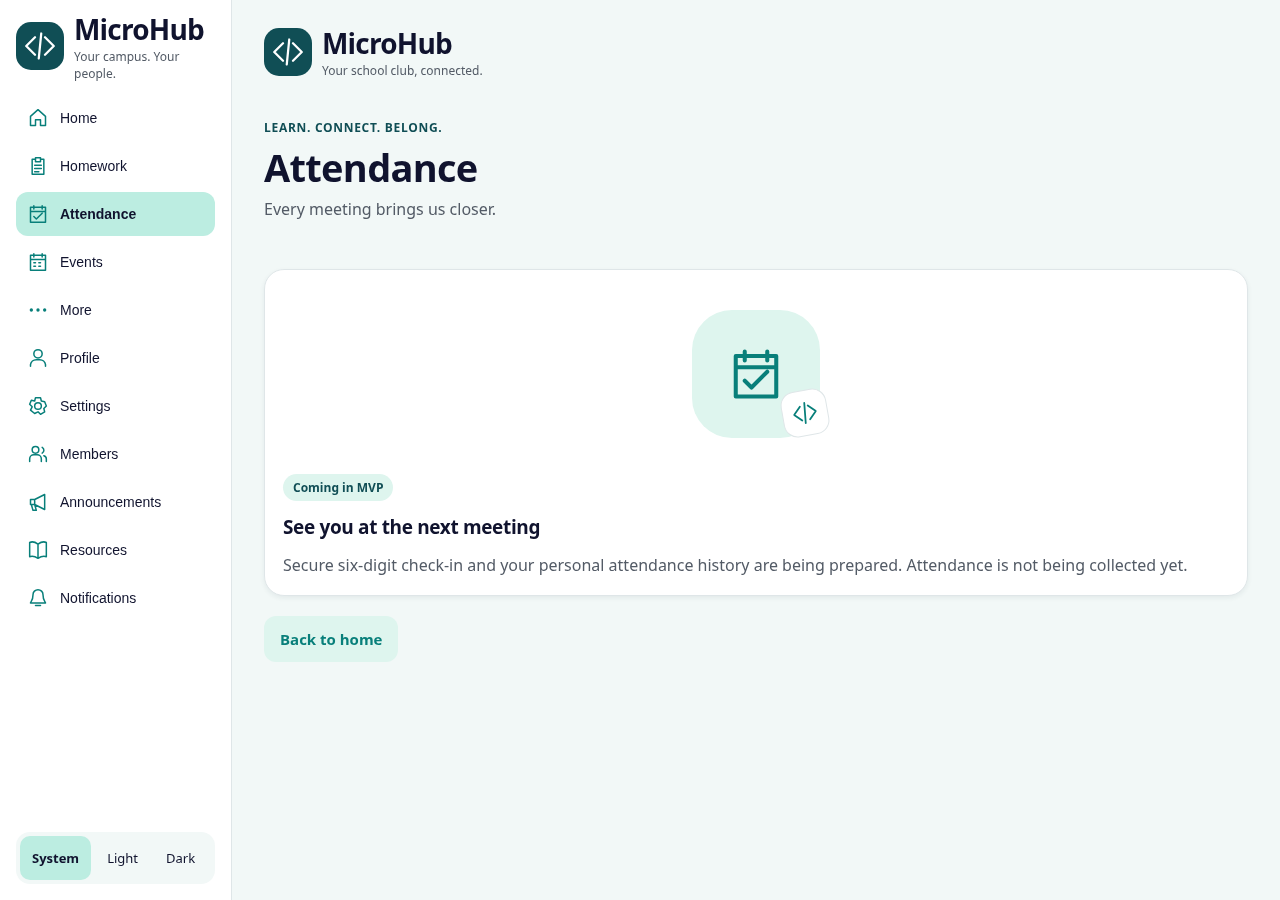 MicroHub
Your campus. Your
people.
Home
Homework
Attendance
Events
More
Profile
Settings
Members
Announcements
Resources
Notifications
System
Light
Dark
MicroHub
Your school club, connected.
LEARN. CONNECT. BELONG.
Attendance
Every meeting brings us closer.
Coming in MVP
See you at the next meeting
Secure six-digit check-in and your personal attendance history are being prepared. Attendance is not being collected yet.
Back to home